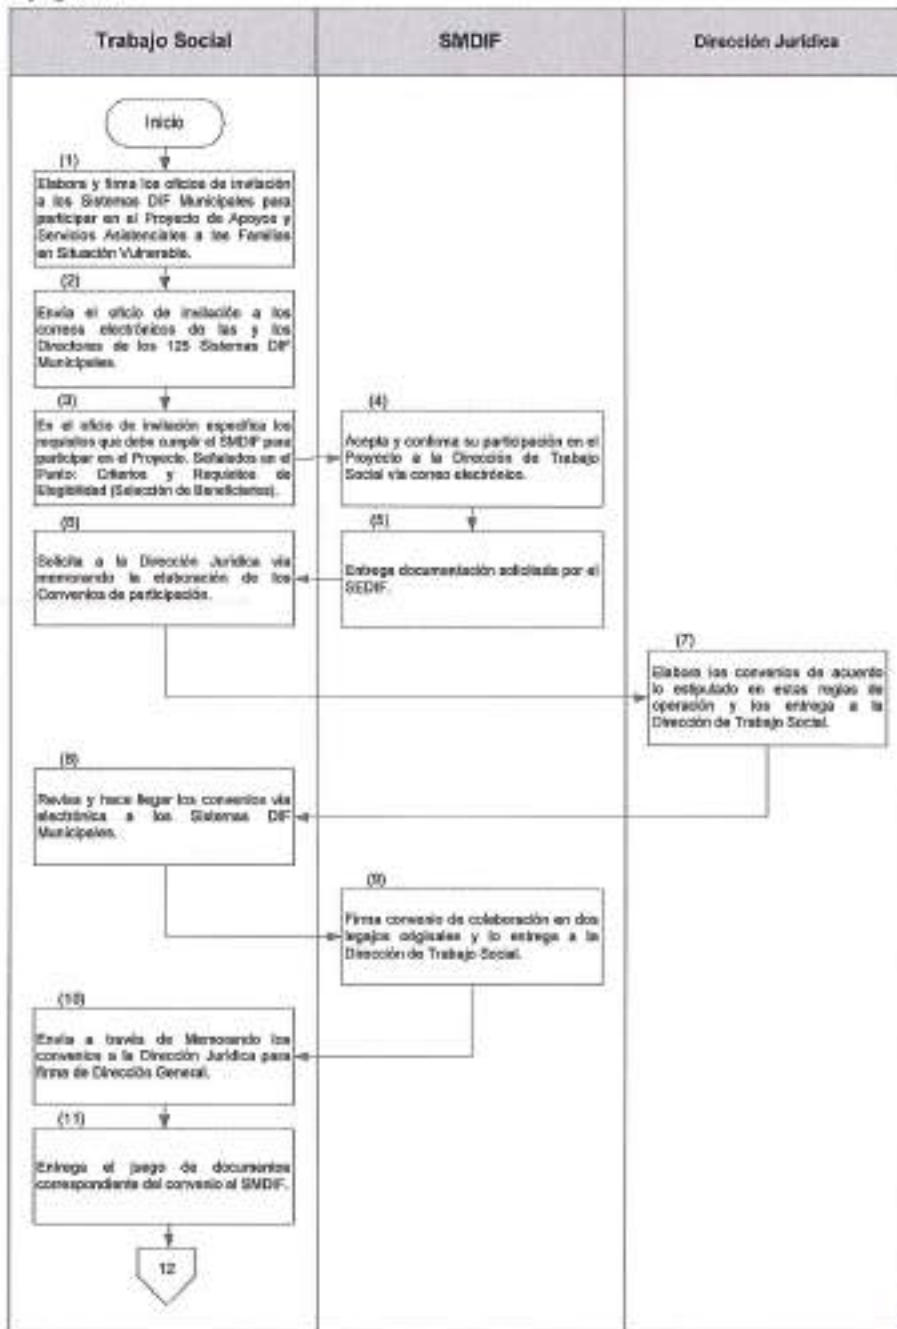 Trabajo Social
SMDIF
Dirección Jurídica
Inicio
(1)
Elabora y firma los oficios de invitación
a los Sistemas DIF Municipales para
participar en el Proyecto de Apoyos y
Servicios Asistenciales a las Familias
en Situación Vulnerable.
(2)
Envía el oficio de invitación a los
correos electrónicos de las y los
Directores de los 125 Sistemas DIF
Municipales.
(3)
En el oficio de invitación especifica los
requisitos que debe cumplir el SMDIF para
participar en el Proyecto. Señalados en el
Punto: Criterios y Requisitos de
Elegibilidad (Selección de Beneficiarios).
(4)
Acepta y confirma su participación en el
Proyecto a la Dirección de Trabajo
Social vía correo electrónico.
(5)
Entrega documentación solicitada por el
SEDIF.
Solicita a la Dirección Jurídica vía
memorando la elaboración de los
Convenios de participación.
(7)
Elabora los convenios de acuerdo
lo estipulado en estas reglas de
operación y los entrega a la
Dirección de Trabajo Social.
(8)
Revisa y hace llegar los convenios vía
electrónica a los Sistemas DIF
Municipales.
(9)
Firma convenio de colaboración en dos
legajos originales y lo entrega a la
Dirección de Trabajo Social.
(10)
Envía a través de Memorando los
convenios a la Dirección Jurídica para
firma de Dirección General.
(11)
Entrega el juego de documentos
correspondiente del convenio al SMDIF.
12